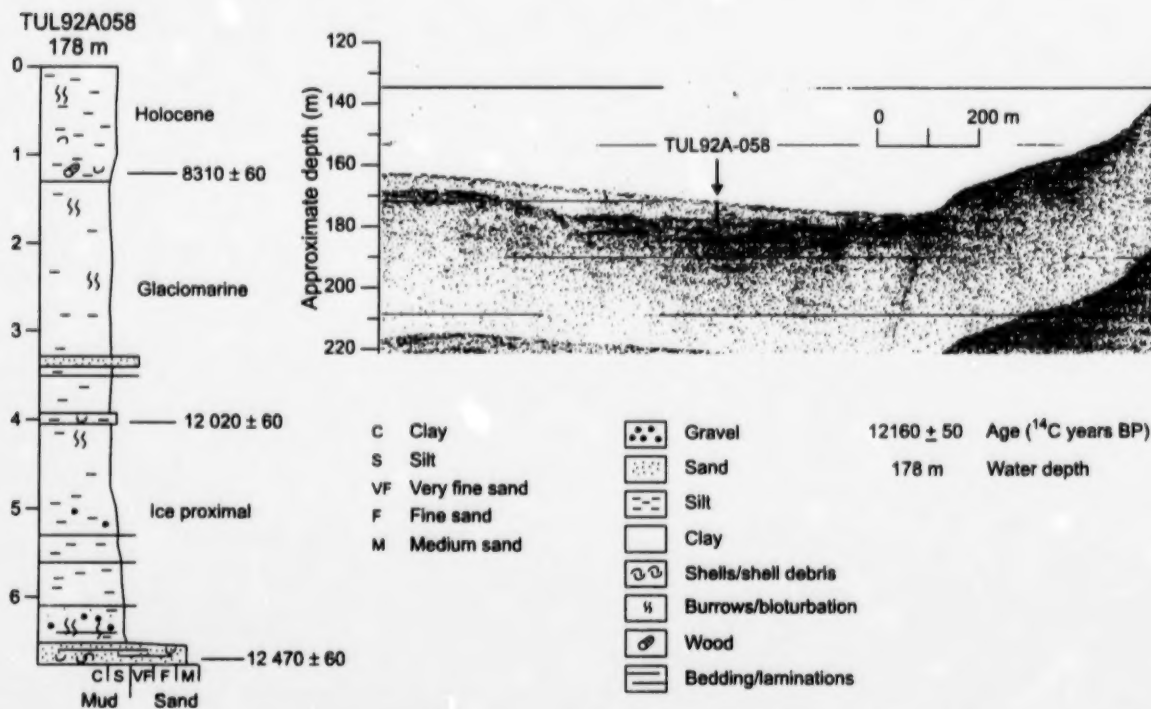 TUL92A058
178 m
0
1
2
3
4
5
6
Holocene
8310 ± 60
Glaciomarine
12 020 ± 60
Ice proximal
12 470 ± 60
C S VF F M
Mud Sand
Approximate depth (m)
120
140
160
180
200
220
TUL92A-058
0 200 m
C Clay
S Silt
VF Very fine sand
F Fine sand
M Medium sand
Gravel
Sand
Silt
Clay
Shells/shell debris
Burrows/bioturbation
Wood
Bedding/laminations
12160 ± 50 Age (¹⁴C years BP)
178 m Water depth